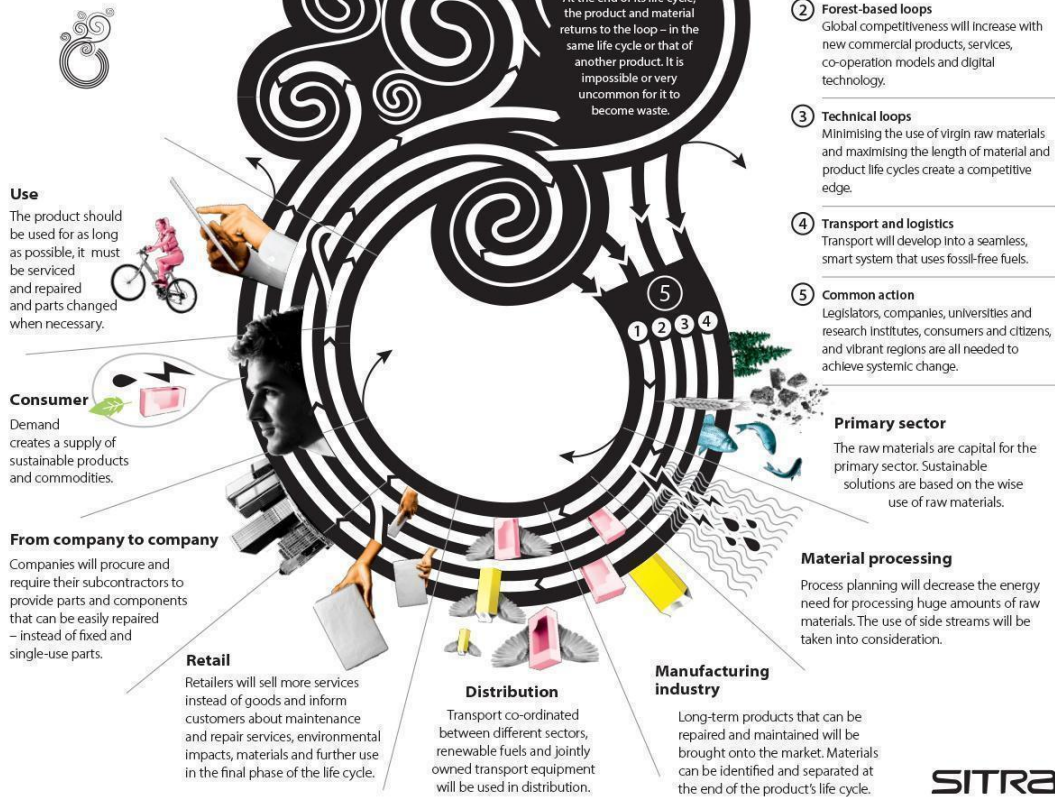 At the end of its life cycle,
the product and material
returns to the loop – in the
same life cycle or that of
another product. It is
impossible or very
uncommon for it to
become waste.
2 Forest-based loops
Global competitiveness will increase with
new commercial products, services,
co-operation models and digital
technology.
3 Technical loops
Minimising the use of virgin raw materials
and maximising the length of material and
product life cycles create a competitive
edge.
4 Transport and logistics
Transport will develop into a seamless,
smart system that uses fossil-free fuels.
5 Common action
Legislators, companies, universities and
research institutes, consumers and citizens,
and vibrant regions are all needed to
achieve systemic change.
5
1 2 3 4
Use
The product should
be used for as long
as possible, it must
be serviced
and repaired
and parts changed
when necessary.
Consumer
Demand
creates a supply of
sustainable products
and commodities.
From company to company
Companies will procure and
require their subcontractors to
provide parts and components
that can be easily repaired
– instead of fixed and
single-use parts.
Retail
Retailers will sell more services
instead of goods and inform
customers about maintenance
and repair services, environmental
impacts, materials and further use
in the final phase of the life cycle.
Distribution
Transport co-ordinated
between different sectors,
renewable fuels and jointly
owned transport equipment
will be used in distribution.
Manufacturing
industry
Long-term products that can be
repaired and maintained will be
brought onto the market. Materials
can be identified and separated at
the end of the product's life cycle.
Material processing
Process planning will decrease the energy
need for processing huge amounts of raw
materials. The use of side streams will be
taken into consideration.
Primary sector
The raw materials are capital for the
primary sector. Sustainable
solutions are based on the wise
use of raw materials.
SITRA